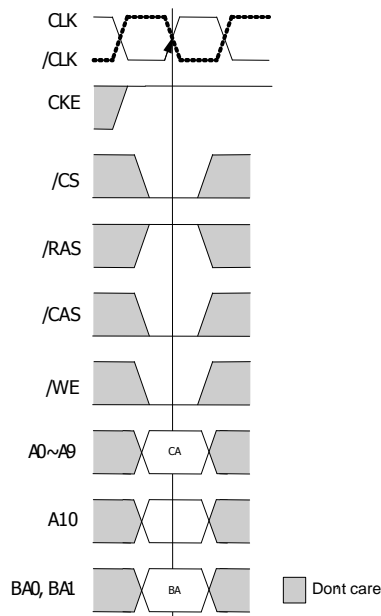 CLK
/CLK
CKE
/CS
/RAS
/CAS
/WE
A0~A9
CA
A10
BA0, BA1
BA
Dont care